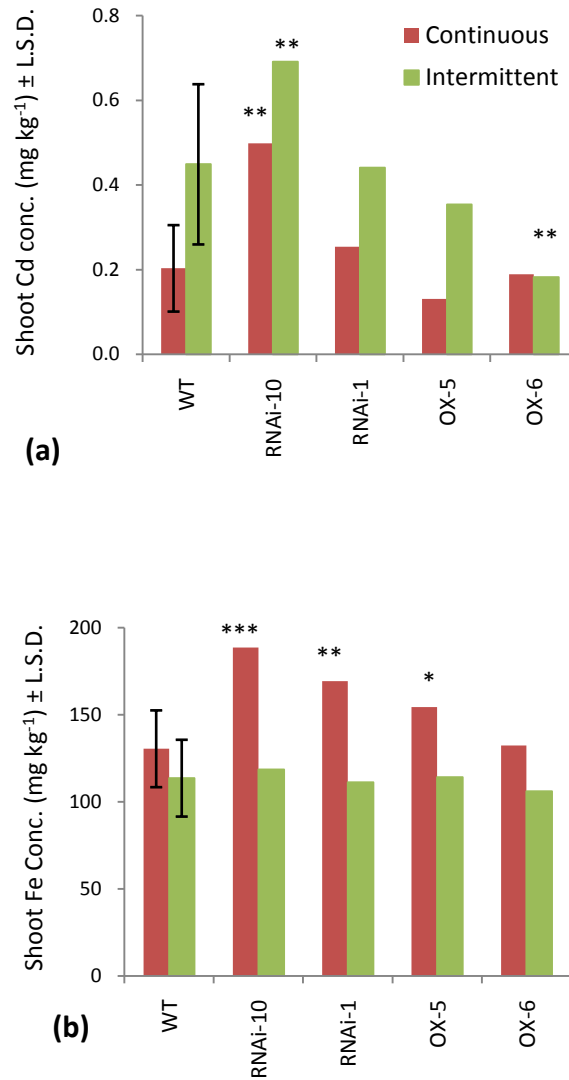 Shoot Cd conc. (mg kg⁻¹) ± L.S.D.
0.8
0.6
0.4
0.2
0.0
**
**
**
Continuous
Intermittent
WT
RNAi-10
RNAi-1
OX-5
OX-6
(a)
Shoot Fe Conc. (mg kg⁻¹) ± L.S.D.
200
150
100
50
0
***
**
*
WT
RNAi-10
RNAi-1
OX-5
OX-6
(b)